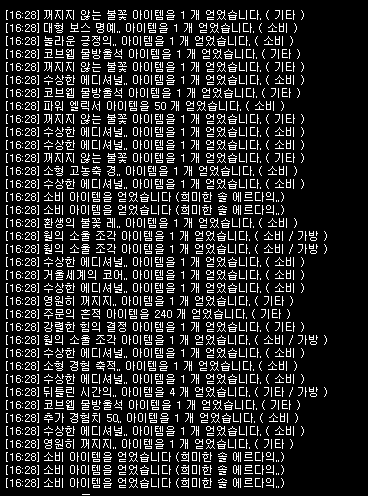 [16:28] 꺼지지 않는 불꽃 아이템을 1 개 얻었습니다. ( 기타 )
[16:28] 대형 보스 명예.. 아이템을 1 개 얻었습니다. ( 소비 )
[16:28] 놀라운 긍정의.. 아이템을 1 개 얻었습니다. ( 소비 )
[16:28] 코브웹 물방울석 아이템을 1 개 얻었습니다. ( 기타 )
[16:28] 꺼지지 않는 불꽃 아이템을 1 개 얻었습니다. ( 기타 )
[16:28] 수상한 에디셔널.. 아이템을 1 개 얻었습니다. ( 소비 )
[16:28] 코브웹 물방울석 아이템을 1 개 얻었습니다. ( 기타 )
[16:28] 파워 엘릭서 아이템을 50 개 얻었습니다. ( 소비 )
[16:28] 꺼지지 않는 불꽃 아이템을 1 개 얻었습니다. ( 기타 )
[16:28] 수상한 에디셔널.. 아이템을 1 개 얻었습니다. ( 소비 )
[16:28] 수상한 에디셔널.. 아이템을 1 개 얻었습니다. ( 소비 )
[16:28] 꺼지지 않는 불꽃 아이템을 1 개 얻었습니다. ( 기타 )
[16:28] 소형 고농축 경.. 아이템을 1 개 얻었습니다. ( 소비 )
[16:28] 수상한 에디셔널.. 아이템을 1 개 얻었습니다. ( 소비 )
[16:28] 소비 아이템을 얻었습니다 (희미한 솔 에르다의..)
[16:28] 소비 아이템을 얻었습니다 (희미한 솔 에르다의..)
[16:28] 환생의 불꽃 레.. 아이템을 1 개 얻었습니다. ( 소비 )
[16:28] 윌의 소울 조각 아이템을 1 개 얻었습니다. ( 소비 / 가방 )
[16:28] 윌의 소울 조각 아이템을 1 개 얻었습니다. ( 소비 / 가방 )
[16:28] 수상한 에디셔널.. 아이템을 1 개 얻었습니다. ( 소비 )
[16:28] 거울세계의 코어.. 아이템을 1 개 얻었습니다. ( 소비 )
[16:28] 수상한 에디셔널.. 아이템을 1 개 얻었습니다. ( 소비 )
[16:28] 영원히 꺼지지.. 아이템을 1 개 얻었습니다. ( 기타 )
[16:28] 주문의 흔적 아이템을 240 개 얻었습니다. ( 기타 )
[16:28] 강렬한 힘의 결정 아이템을 1 개 얻었습니다. ( 기타 )
[16:28] 윌의 소울 조각 아이템을 1 개 얻었습니다. ( 소비 / 가방 )
[16:28] 수상한 에디셔널.. 아이템을 1 개 얻었습니다. ( 소비 )
[16:28] 소형 경험 축적.. 아이템을 1 개 얻었습니다. ( 소비 )
[16:28] 수상한 에디셔널.. 아이템을 1 개 얻었습니다. ( 소비 )
[16:28] 뒤틀린 시간의.. 아이템을 4 개 얻었습니다. ( 기타 / 가방 )
[16:28] 코브웹 물방울석 아이템을 1 개 얻었습니다. ( 기타 )
[16:28] 추가 경험치 50.. 아이템을 1 개 얻었습니다. ( 소비 )
[16:28] 수상한 에디셔널.. 아이템을 1 개 얻었습니다. ( 소비 )
[16:28] 영원히 꺼지지.. 아이템을 1 개 얻었습니다. ( 기타 )
[16:28] 소비 아이템을 얻었습니다 (희미한 솔 에르다의..)
[16:28] 소비 아이템을 얻었습니다 (희미한 솔 에르다의..)
[16:28] 소비 아이템을 얻었습니다 (희미한 솔 에르다의..)